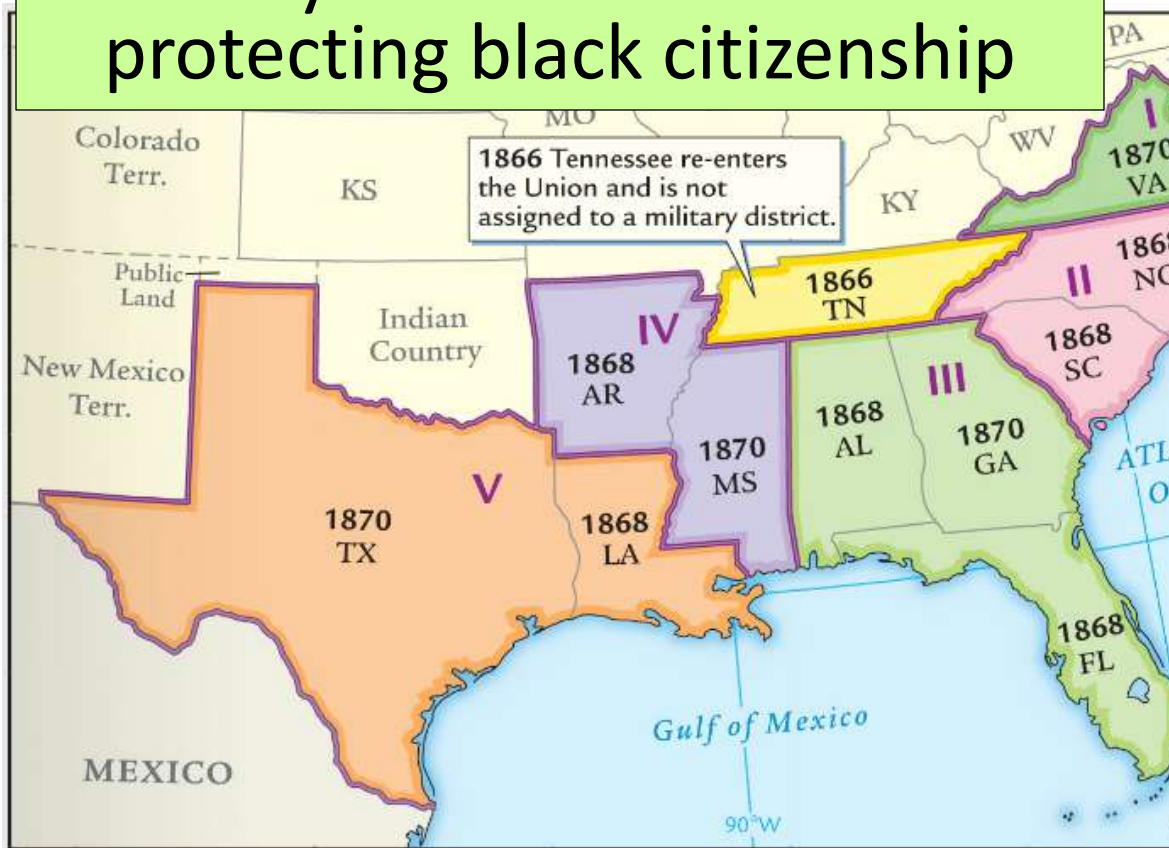 protecting black citizenship
PA
Colorado
Terr.
MO
KS
1866 Tennessee re-enters
the Union and is not
assigned to a military district.
WV
KY
I
1870
VA
Public
Land
Indian
Country
New Mexico
Terr.
1866
TN
IV
1868
AR
II
NC
1868
SC
III
1868
AL
1870
GA
1870
MS
V
1870
TX
1868
LA
1868
FL
Gulf of Mexico
MEXICO
90°W